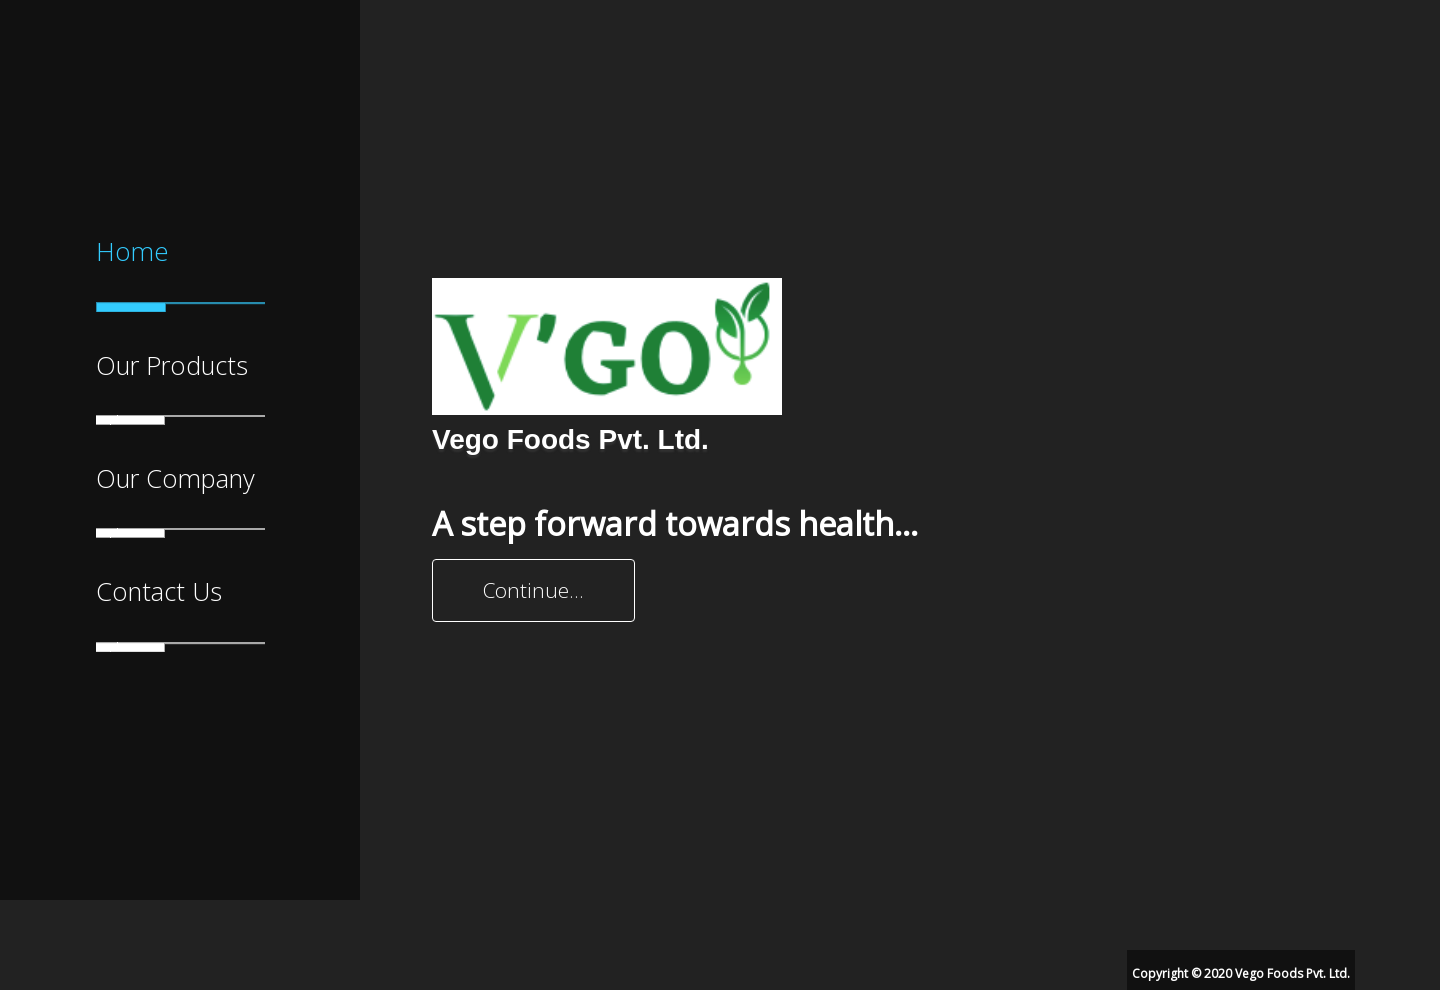 Home
Our Products
Our Company
Contact Us
V'GO
Vego Foods Pvt. Ltd.
A step forward towards health...
Continue...
Copyright © 2020 Vego Foods Pvt. Ltd.